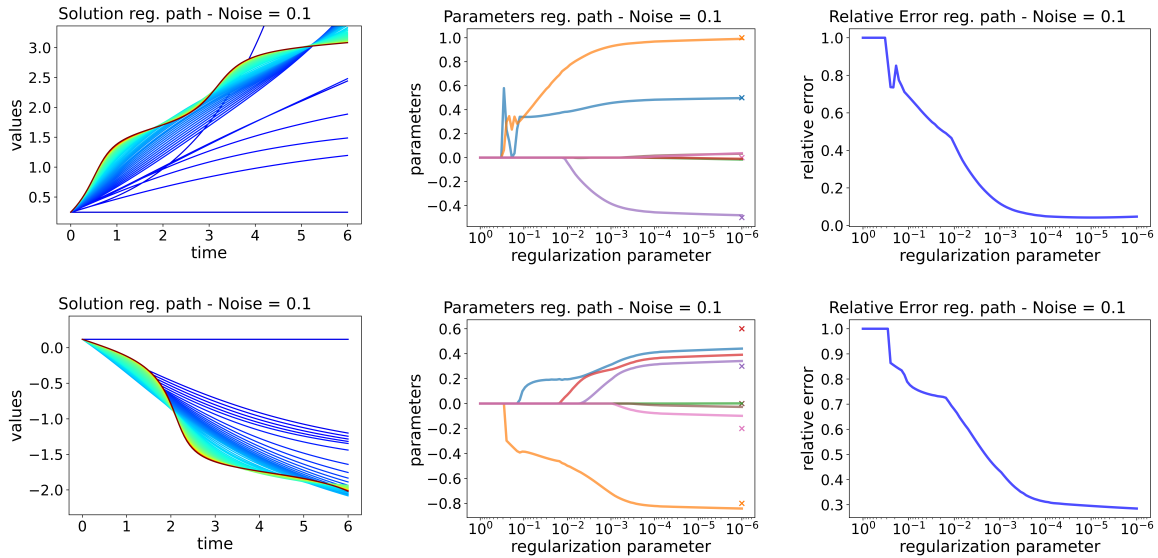 Solution reg. path - Noise = 0.1
values
3.0
2.5
2.0
1.5
1.0
0.5
0 1 2 3 4 5 6
time
Parameters reg. path - Noise = 0.1
parameters
1.0
0.8
0.6
0.4
0.2
0.0
−0.2
−0.4
10⁰ 10⁻¹ 10⁻² 10⁻³ 10⁻⁴ 10⁻⁵ 10⁻⁶
regularization parameter
Relative Error reg. path - Noise = 0.1
relative error
1.0
0.8
0.6
0.4
0.2
0.0
10⁰ 10⁻¹ 10⁻² 10⁻³ 10⁻⁴ 10⁻⁵ 10⁻⁶
regularization parameter
Solution reg. path - Noise = 0.1
values
0.0
−0.5
−1.0
−1.5
−2.0
0 1 2 3 4 5 6
time
Parameters reg. path - Noise = 0.1
parameters
0.6
0.4
0.2
0.0
−0.2
−0.4
−0.6
−0.8
10⁰ 10⁻¹ 10⁻² 10⁻³ 10⁻⁴ 10⁻⁵ 10⁻⁶
regularization parameter
Relative Error reg. path - Noise = 0.1
relative error
1.0
0.9
0.8
0.7
0.6
0.5
0.4
0.3
10⁰ 10⁻¹ 10⁻² 10⁻³ 10⁻⁴ 10⁻⁵ 10⁻⁶
regularization parameter